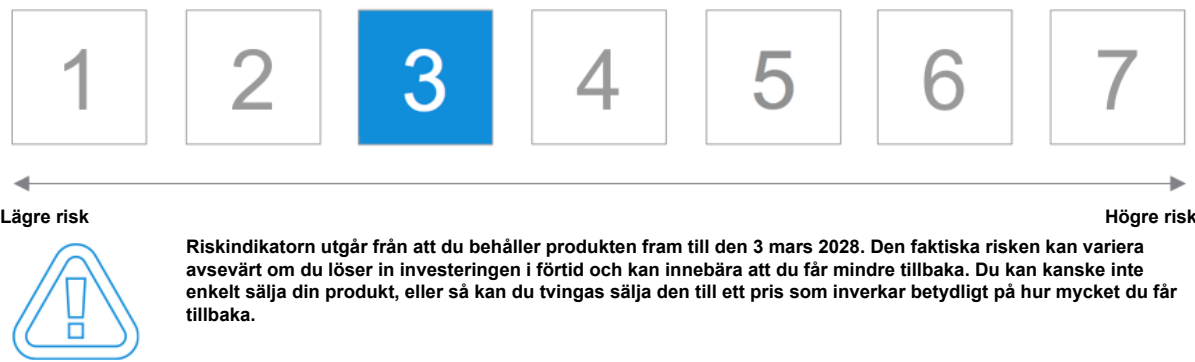 1 2 3 4 5 6 7
Lägre risk Högre risk
Riskindikatorn utgår från att du behåller produkten fram till den 3 mars 2028. Den faktiska risken kan variera
avsevärt om du löser in investeringen i förtid och kan innebära att du får mindre tillbaka. Du kan kanske inte
enkelt sälja din produkt, eller så kan du tvingas sälja den till ett pris som inverkar betydligt på hur mycket du får
tillbaka.